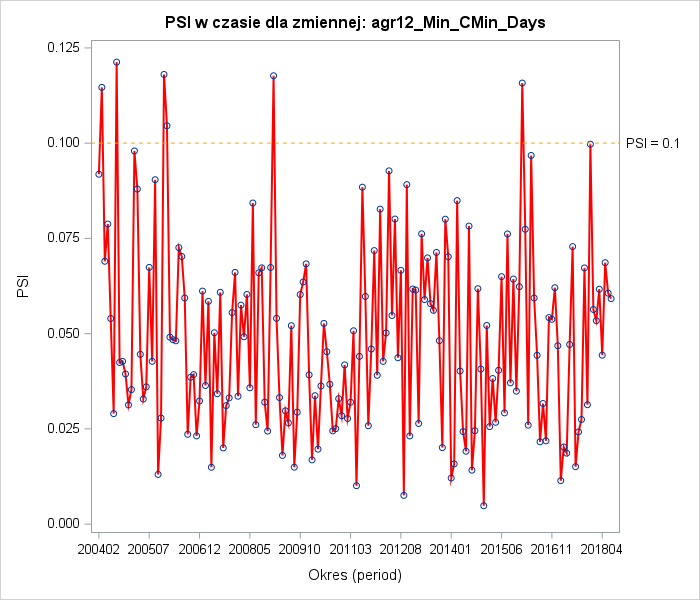 PSI w czasie dla zmiennej: agr12_Min_CMin_Days
0.125
0.100
PSI = 0.1
0.075
PSI
0.050
0.025
0.000
200402 200507 200612 200805 200910 201103 201208 201401 201506 201611 201804
Okres (period)